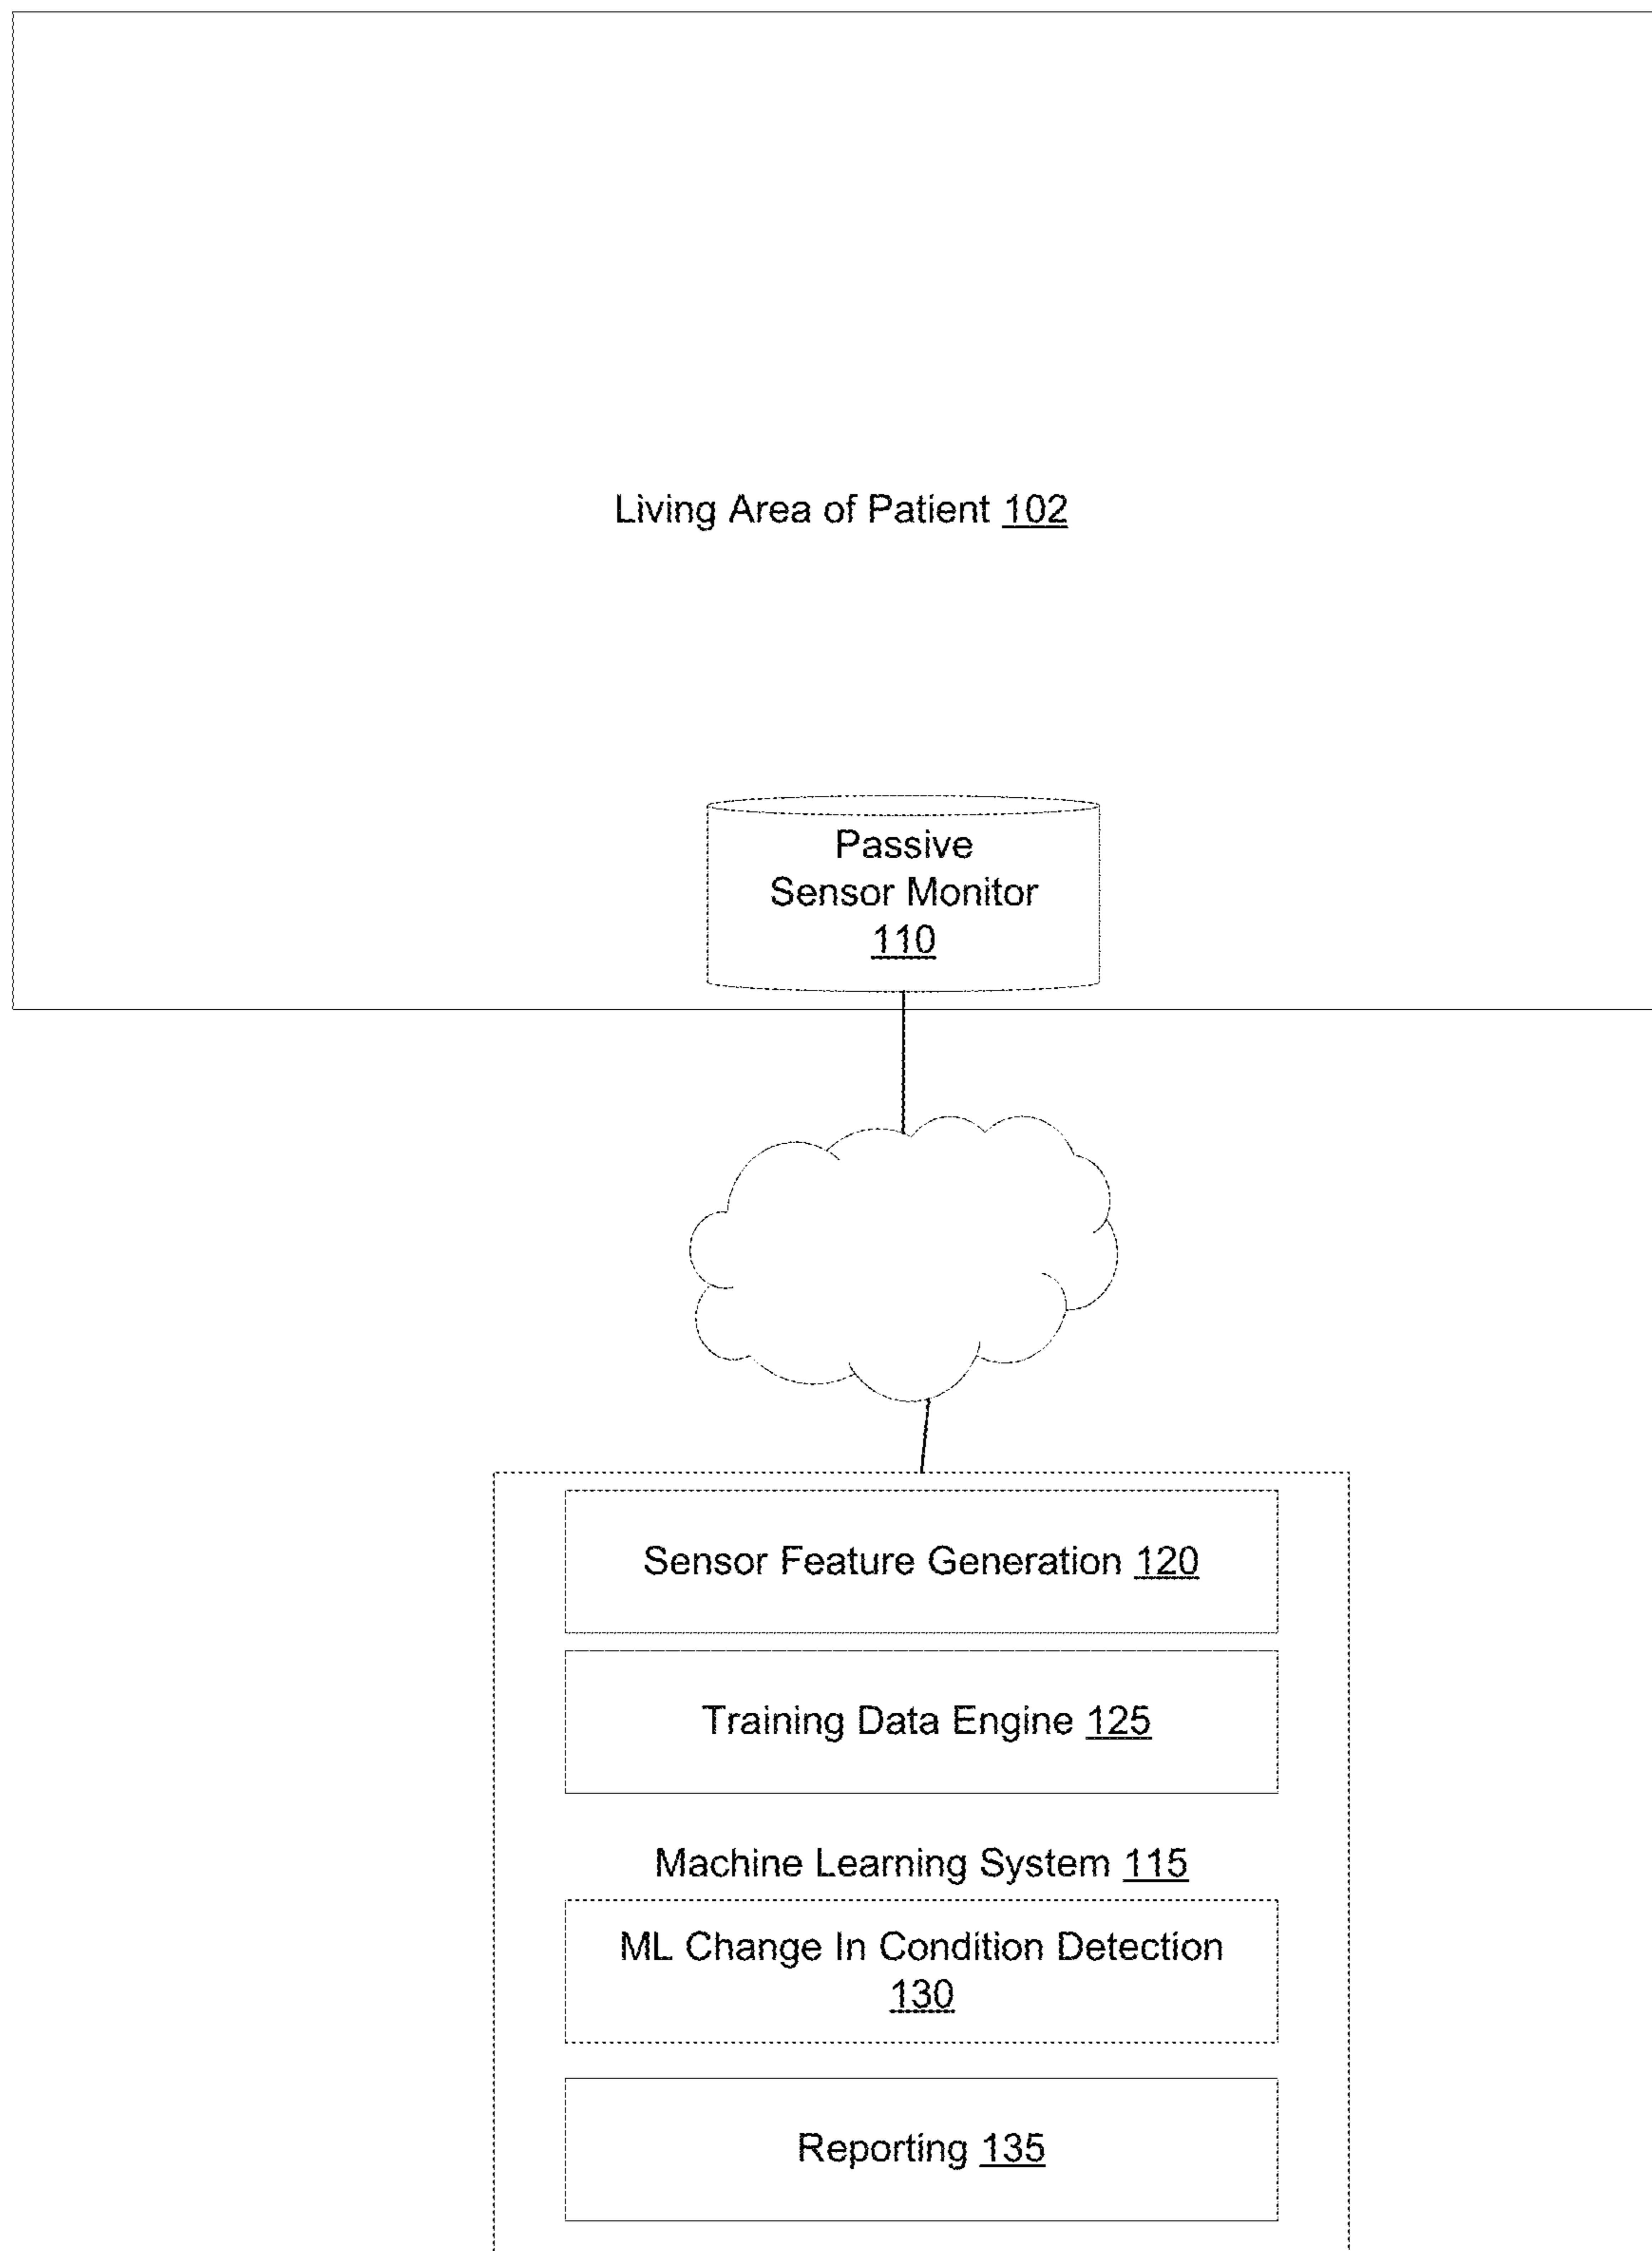 Living Area of Patient 102
Passive
Sensor Monitor
110
Sensor Feature Generation 120
Training Data Engine 125
Machine Learning System 115
ML Change In Condition Detection
130
Reporting 135